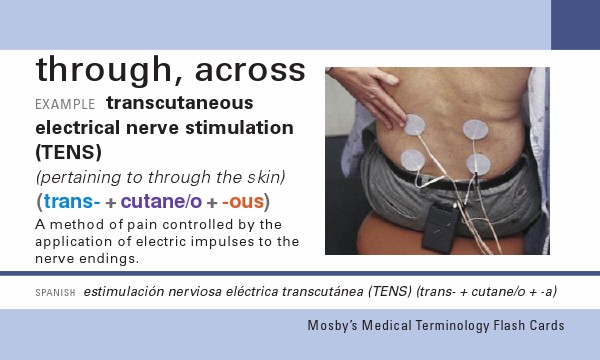 through, across
EXAMPLE transcutaneous
electrical nerve stimulation
(TENS)
(pertaining to through the skin)
(trans- + cutane/o + -ous)
A method of pain controlled by the
application of electric impulses to the
nerve endings.
SPANISH estimulación nerviosa eléctrica transcutánea (TENS) (trans- + cutane/o + -a)
Mosby's Medical Terminology Flash Cards